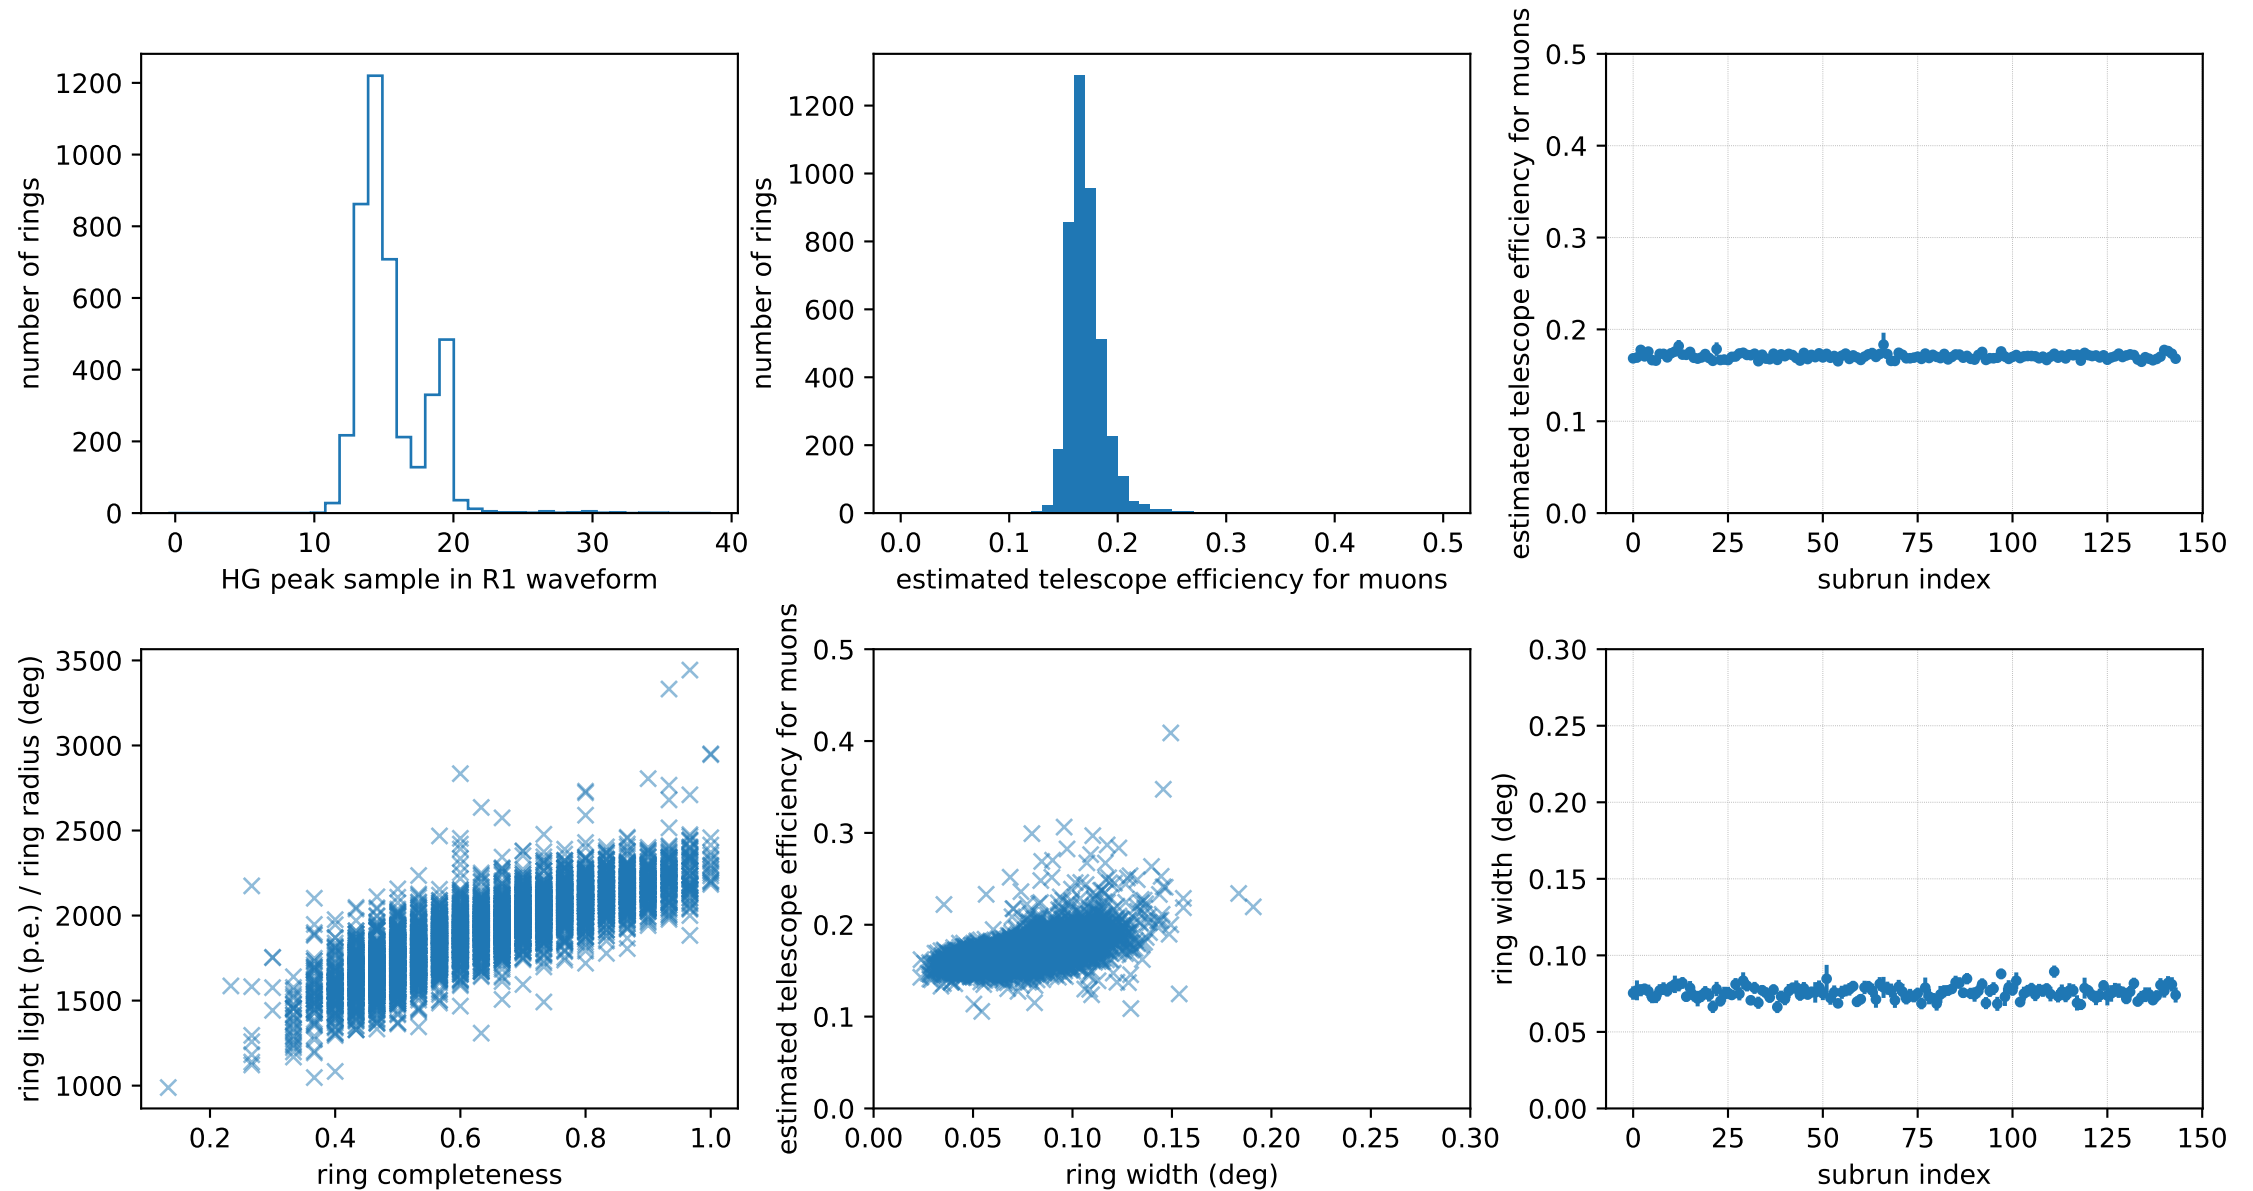 number of rings
1200
1000
800
600
400
200
0
0 10 20 30 40
HG peak sample in R1 waveform
number of rings
1200
1000
800
600
400
200
0
0.0 0.1 0.2 0.3 0.4 0.5
estimated telescope efficiency for muons
estimated telescope efficiency for muons
0.5
0.4
0.3
0.2
0.1
0.0
0 25 50 75 100 125 150
subrun index
ring light (p.e.) / ring radius (deg)
3500
3000
2500
2000
1500
1000
0.2 0.4 0.6 0.8 1.0
ring completeness
estimated telescope efficiency for muons
0.5
0.4
0.3
0.2
0.1
0.0
0.00 0.05 0.10 0.15 0.20 0.25 0.30
ring width (deg)
ring width (deg)
0.30
0.25
0.20
0.15
0.10
0.05
0.00
0 25 50 75 100 125 150
subrun index